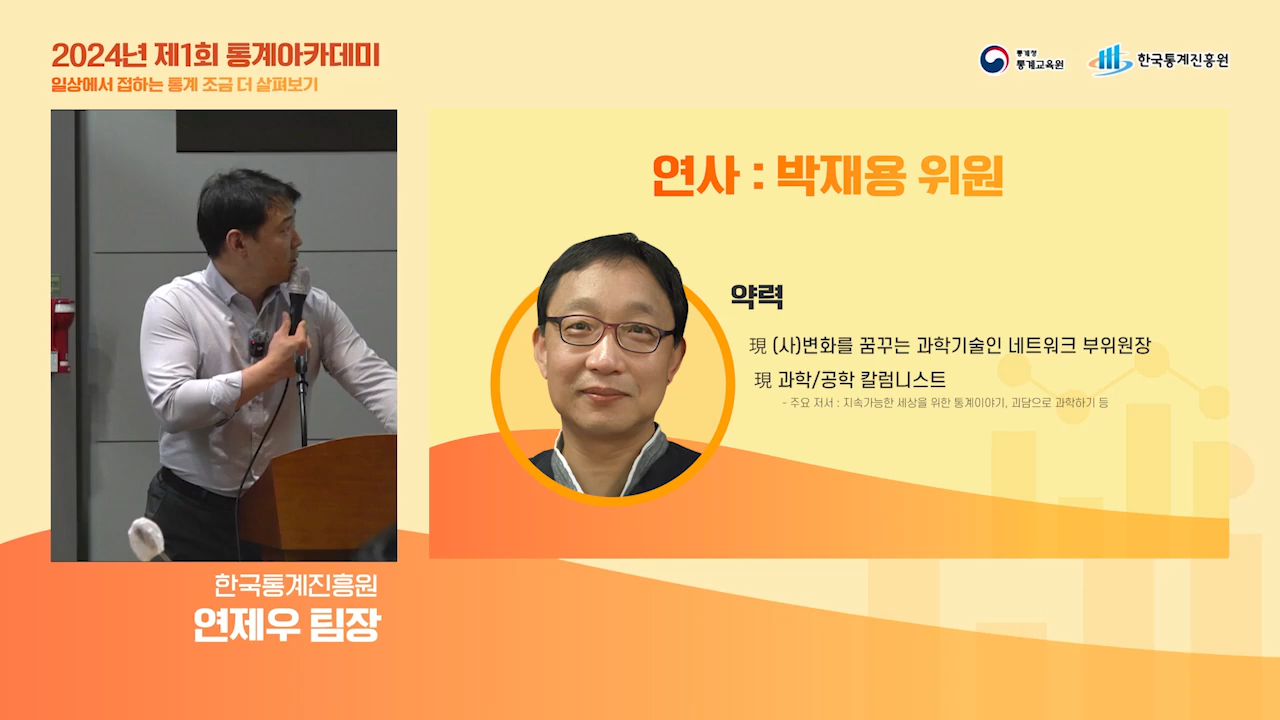 2024년 제1회 통계아카데미
일상에서 접하는 통계 조금 더 살펴보기
통계청
통계교육원
한국통계진흥원
연사 : 박재용 위원
약력
現 (사)변화를 꿈꾸는 과학기술인 네트워크 부위원장
現 과학/공학 칼럼니스트
- 주요 저서 : 지속가능한 세상을 위한 통계이야기, 괴담으로 과학하기 등
한국통계진흥원
연제우 팀장